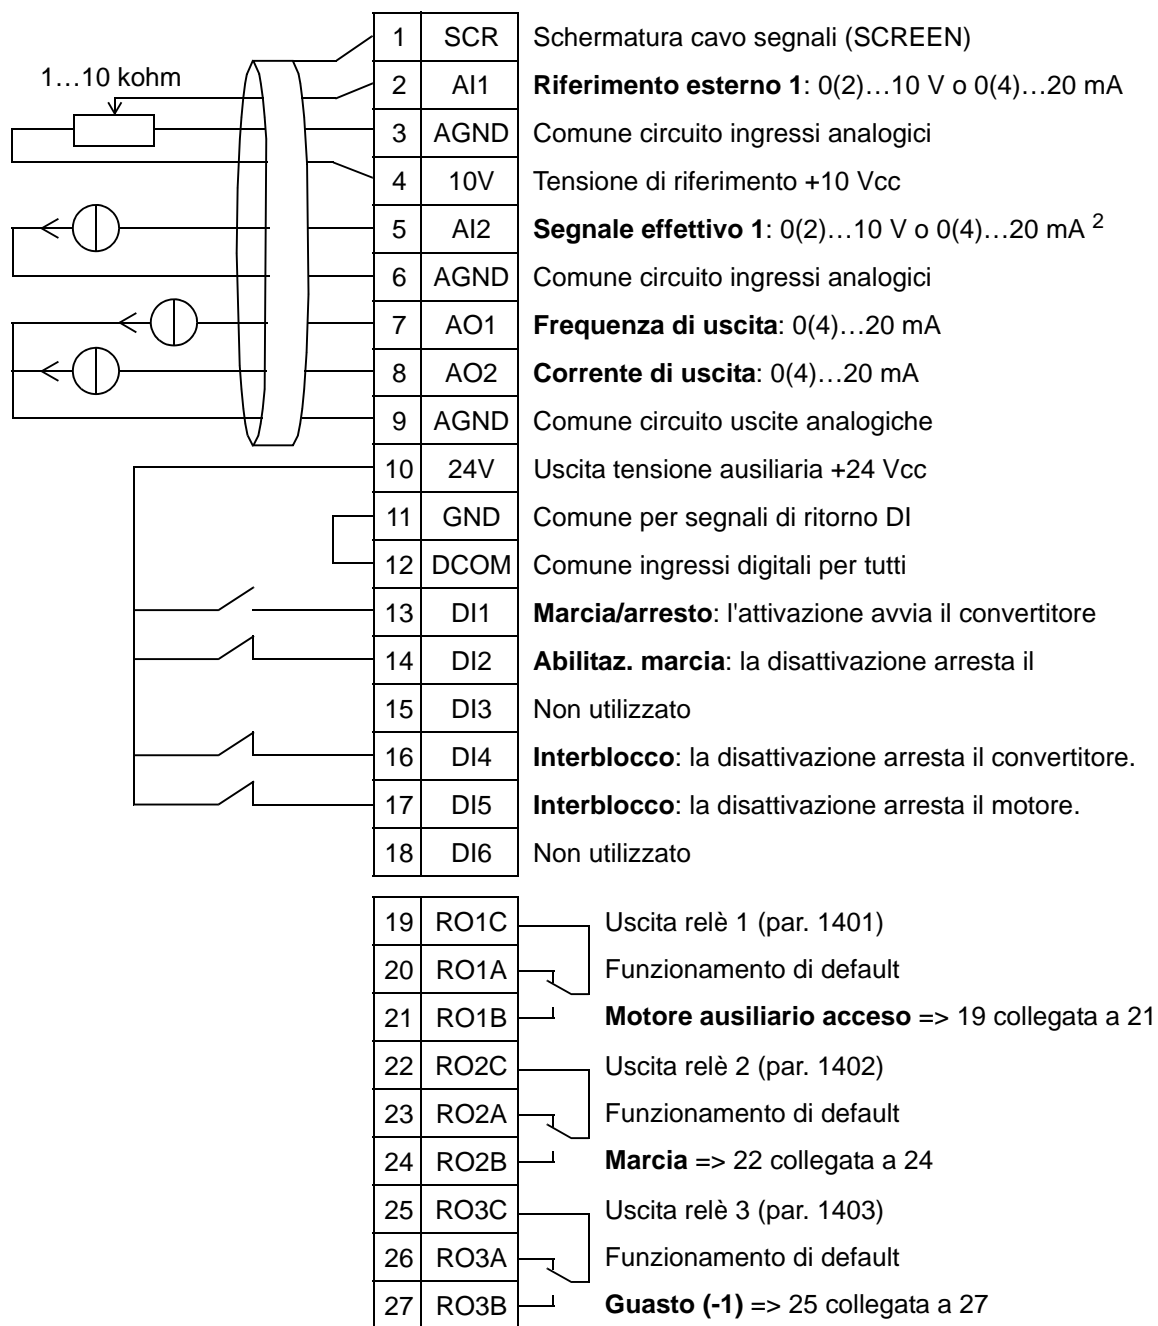 1…10 kohm
1 SCR Schermatura cavo segnali (SCREEN)
2 AI1 Riferimento esterno 1: 0(2)…10 V o 0(4)…20 mA
3 AGND Comune circuito ingressi analogici
4 10V Tensione di riferimento +10 Vcc
5 AI2 Segnale effettivo 1: 0(2)…10 V o 0(4)…20 mA 2
6 AGND Comune circuito ingressi analogici
7 AO1 Frequenza di uscita: 0(4)…20 mA
8 AO2 Corrente di uscita: 0(4)…20 mA
9 AGND Comune circuito uscite analogiche
10 24V Uscita tensione ausiliaria +24 Vcc
11 GND Comune per segnali di ritorno DI
12 DCOM Comune ingressi digitali per tutti
13 DI1 Marcia/arresto: l'attivazione avvia il convertitore
14 DI2 Abilitaz. marcia: la disattivazione arresta il
15 DI3 Non utilizzato
16 DI4 Interblocco: la disattivazione arresta il convertitore.
17 DI5 Interblocco: la disattivazione arresta il motore.
18 DI6 Non utilizzato
19 RO1C Uscita relè 1 (par. 1401)
20 RO1A Funzionamento di default
21 RO1B Motore ausiliario acceso => 19 collegata a 21
22 RO2C Uscita relè 2 (par. 1402)
23 RO2A Funzionamento di default
24 RO2B Marcia => 22 collegata a 24
25 RO3C Uscita relè 3 (par. 1403)
26 RO3A Funzionamento di default
27 RO3B Guasto (-1) => 25 collegata a 27